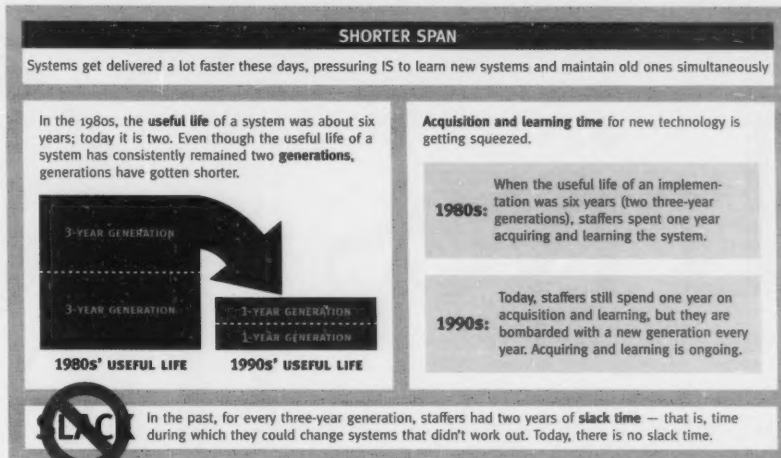 SHORTER SPAN
Systems get delivered a lot faster these days, pressuring IS to learn new systems and maintain old ones simultaneously
In the 1980s, the useful life of a system was about six
years; today it is two. Even though the useful life of a
system has consistently remained two generations,
generations have gotten shorter.
3-YEAR GENERATION
3-YEAR GENERATION
1-YEAR GENERATION
1-YEAR GENERATION
1980s' USEFUL LIFE
1990s' USEFUL LIFE
Acquisition and learning time for new technology is
getting squeezed.
1980s:
When the useful life of an implemen-
tation was six years (two three-year
generations), staffers spent one year
acquiring and learning the system.
1990s:
Today, staffers still spend one year on
acquisition and learning, but they are
bombarded with a new generation every
year. Acquiring and learning is ongoing.
SLACK
In the past, for every three-year generation, staffers had two years of slack time — that is, time
during which they could change systems that didn't work out. Today, there is no slack time.